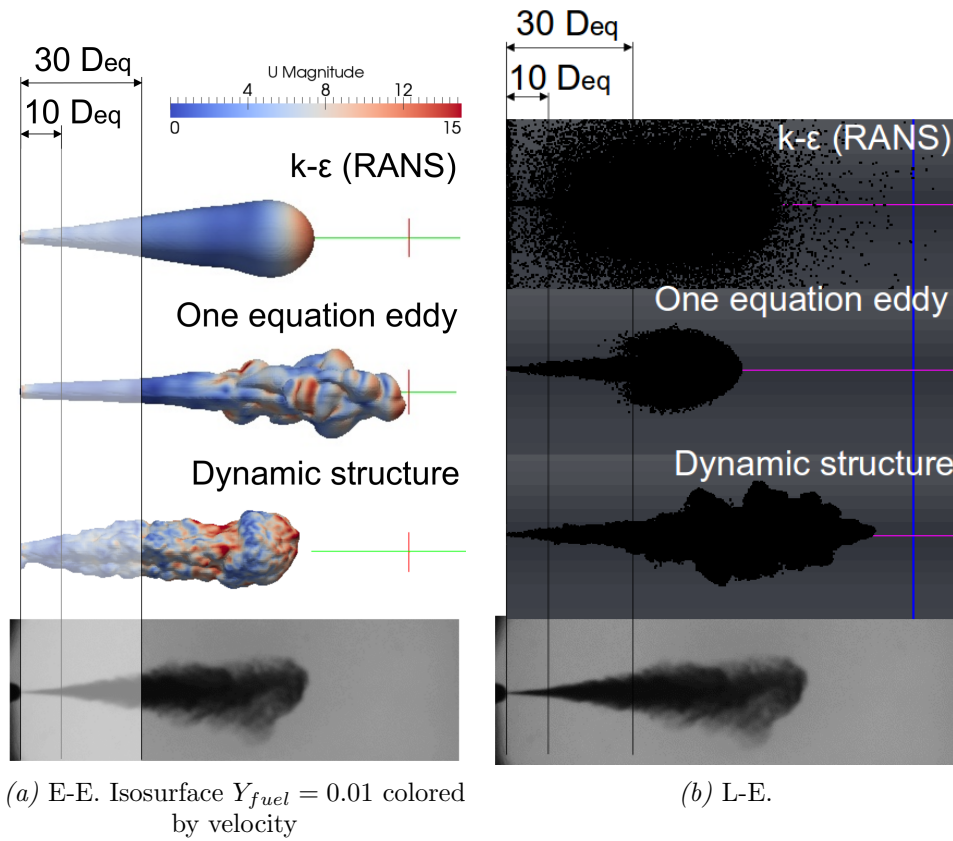 30 Deq
10 Deq
U Magnitude
4 8 12
0 15
k-ε (RANS)
One equation eddy
Dynamic structure
(a) E-E. Isosurface Y_fuel = 0.01 colored
by velocity
30 Deq
10 Deq
k-ε (RANS)
One equation eddy
Dynamic structure
(b) L-E.